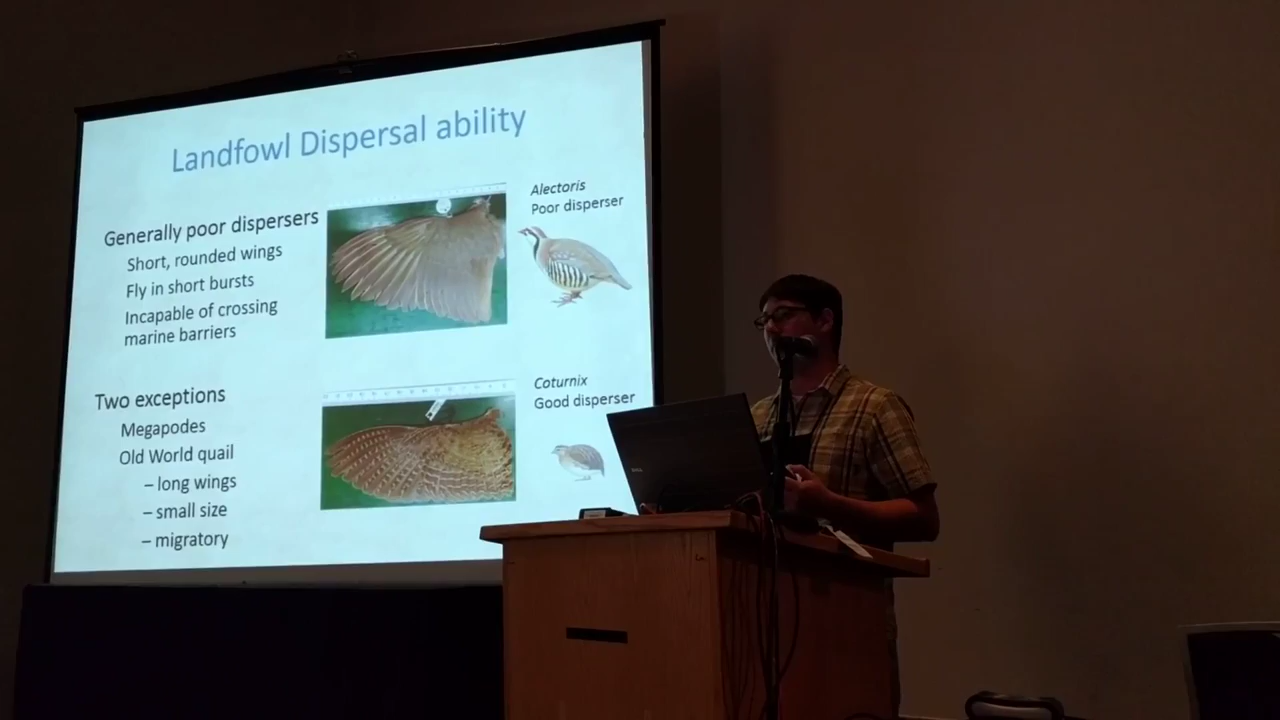 Landfowl Dispersal ability
Generally poor dispersers
Short, rounded wings
Fly in short bursts
Incapable of crossing
marine barriers
Alectoris
Poor disperser
Two exceptions
Megapodes
Old World quail
– long wings
– small size
– migratory
Coturnix
Good disperser
DELL